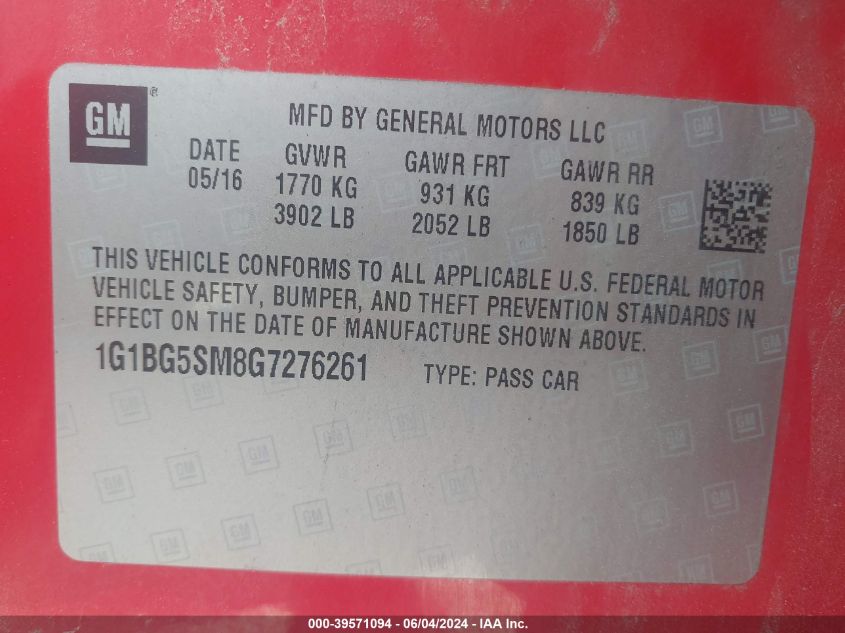 GM®
MFD BY GENERAL MOTORS LLC
DATE GVWR GAWR FRT GAWR RR
05/16 1770 KG 931 KG 839 KG
3902 LB 2052 LB 1850 LB
THIS VEHICLE CONFORMS TO ALL APPLICABLE U.S. FEDERAL MOTOR
VEHICLE SAFETY, BUMPER, AND THEFT PREVENTION STANDARDS IN
EFFECT ON THE DATE OF MANUFACTURE SHOWN ABOVE.
1G1BG5SM8G7276261 TYPE: PASS CAR
000-39571094 - 06/04/2024 - IAA Inc.